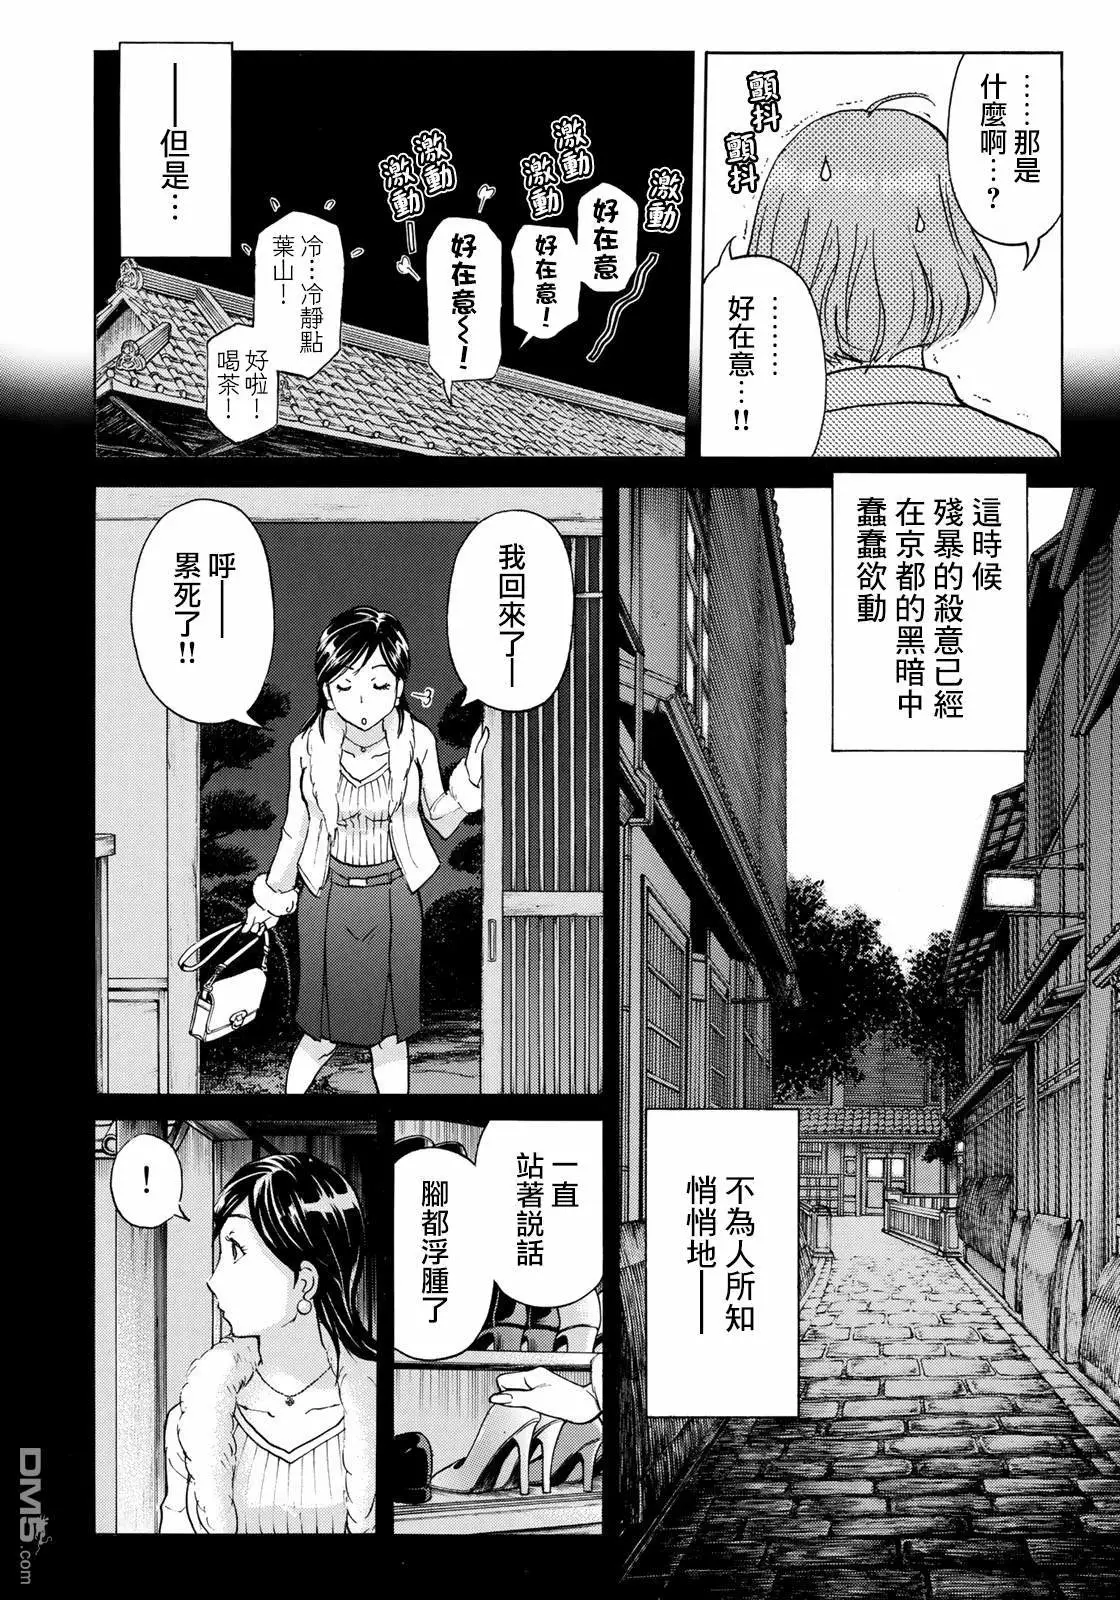 ……那是
什麼啊…?
顫抖
顫抖
………
………
好在意…!!
激動
好在意
激動
激動
好在意!
激動
激動—
好在意~!
冷…冷靜點
葉山!
好啦!
喝茶!
——但是…
這時候
殘暴的殺意已經
在京都的黑暗中
蠢蠢欲動
不為人所知
悄悄地——
我回來了—
呼——
累死了!!
一直
站著說話
腳都浮腫了
!
DM5.com